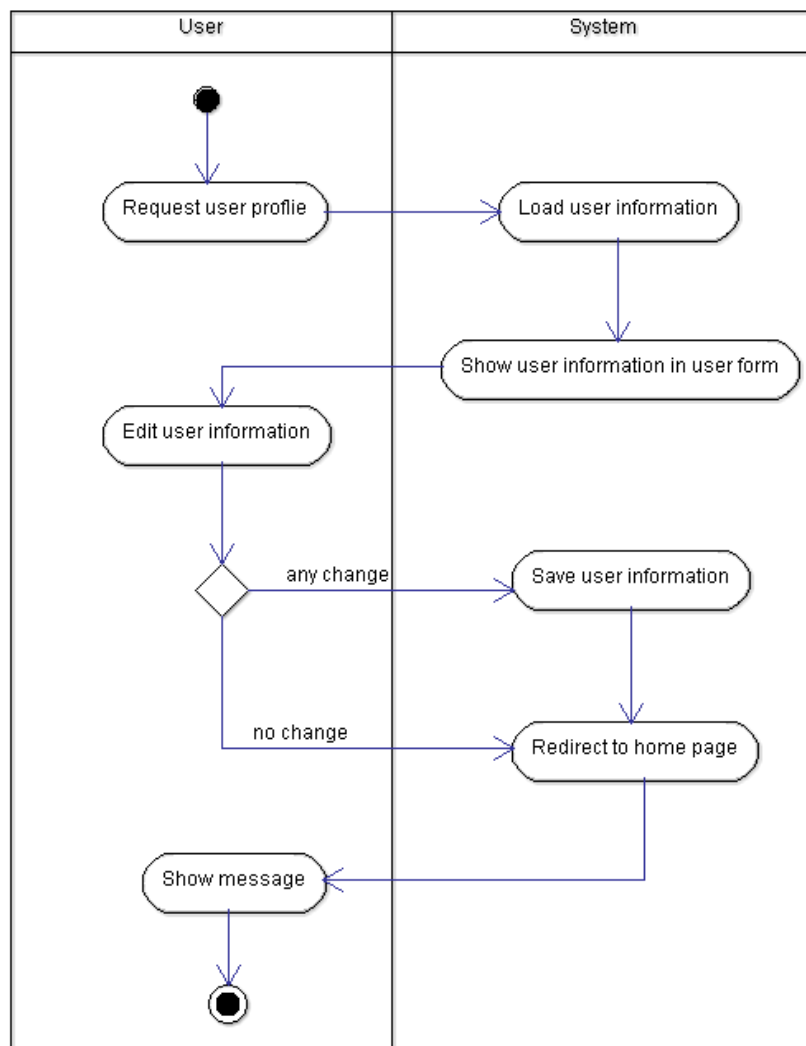 User
System
Request user proflie
Load user information
Show user information in user form
Edit user information
any change
Save user information
no change
Redirect to home page
Show message